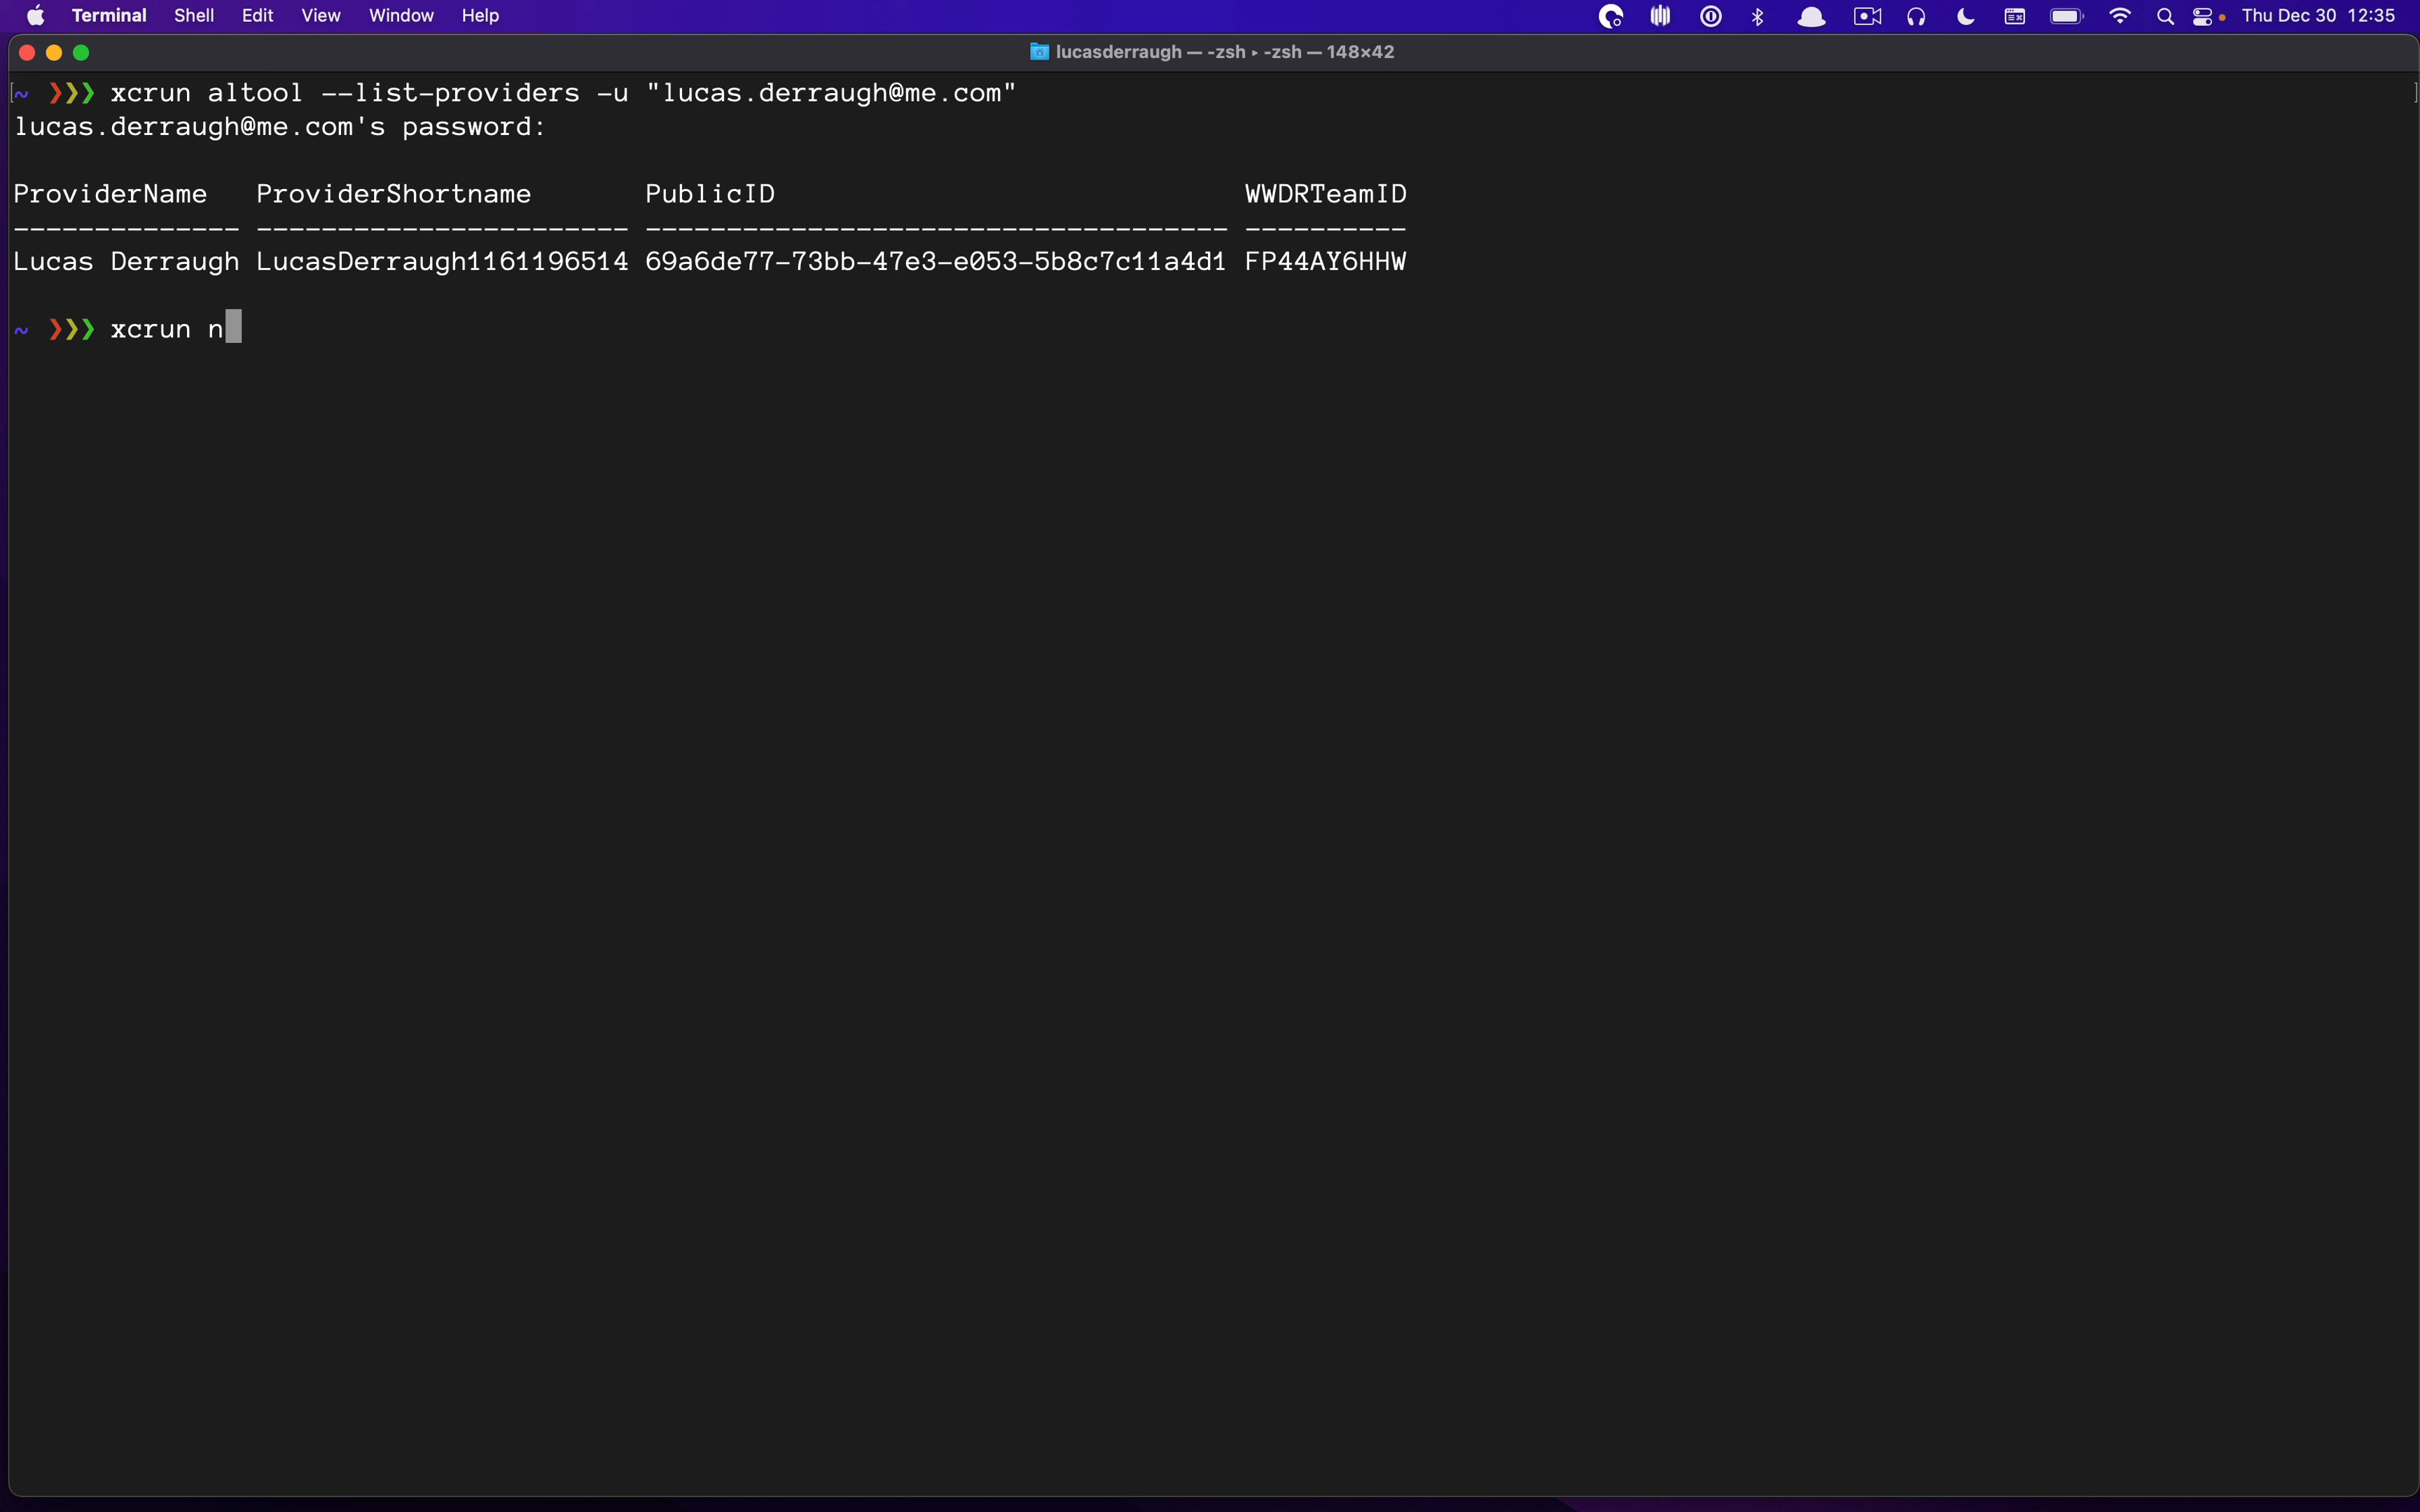 Terminal Shell Edit View Window Help Thu Dec 30 12:35
lucasderraugh — -zsh ▸ -zsh — 148×42
~ ❯❯❯ xcrun altool --list-providers -u "lucas.derraugh@me.com"
lucas.derraugh@me.com's password:
ProviderName ProviderShortname PublicID WWDRTeamID
-------------- ----------------------- ------------------------------------ ----------
Lucas Derraugh LucasDerraugh1161196514 69a6de77-73bb-47e3-e053-5b8c7c11a4d1 FP44AY6HHW
~ ❯❯❯ xcrun n